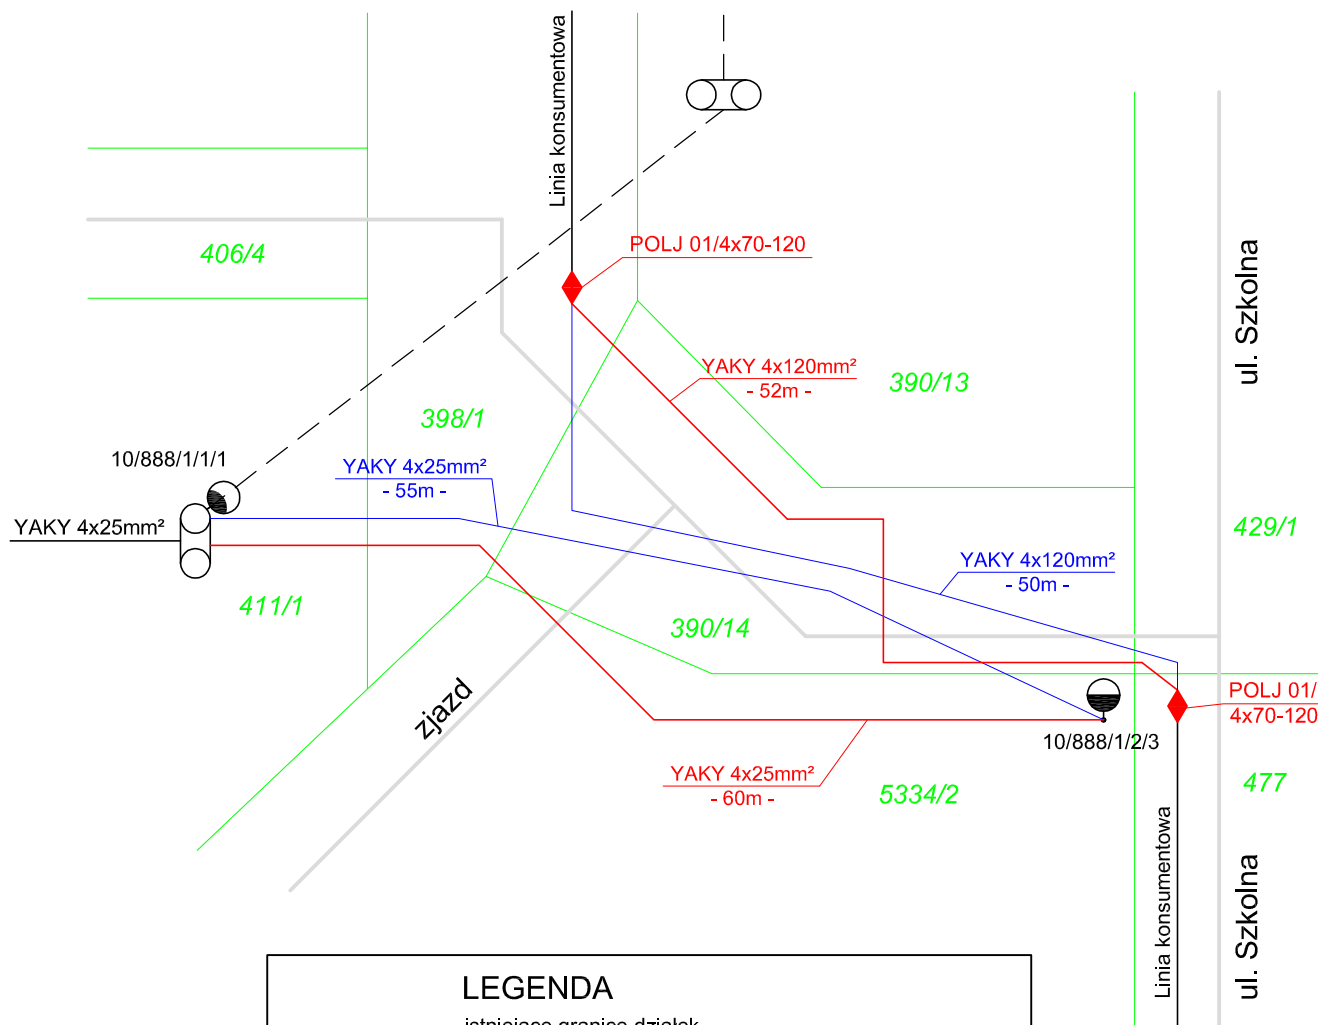 Linia konsumentowa
406/4
POLJ 01/4x70-120
ul. Szkolna
YAKY 4x120mm²
- 52m -
390/13
398/1
10/888/1/1/1
YAKY 4x25mm²
- 55m -
YAKY 4x25mm²
429/1
YAKY 4x120mm²
- 50m -
411/1
390/14
zjazd
POLJ 01/
4x70-120
10/888/1/2/3
YAKY 4x25mm²
- 60m -
5334/2
477
Linia konsumentowa
ul. Szkolna
LEGENDA
istniejące granice działek